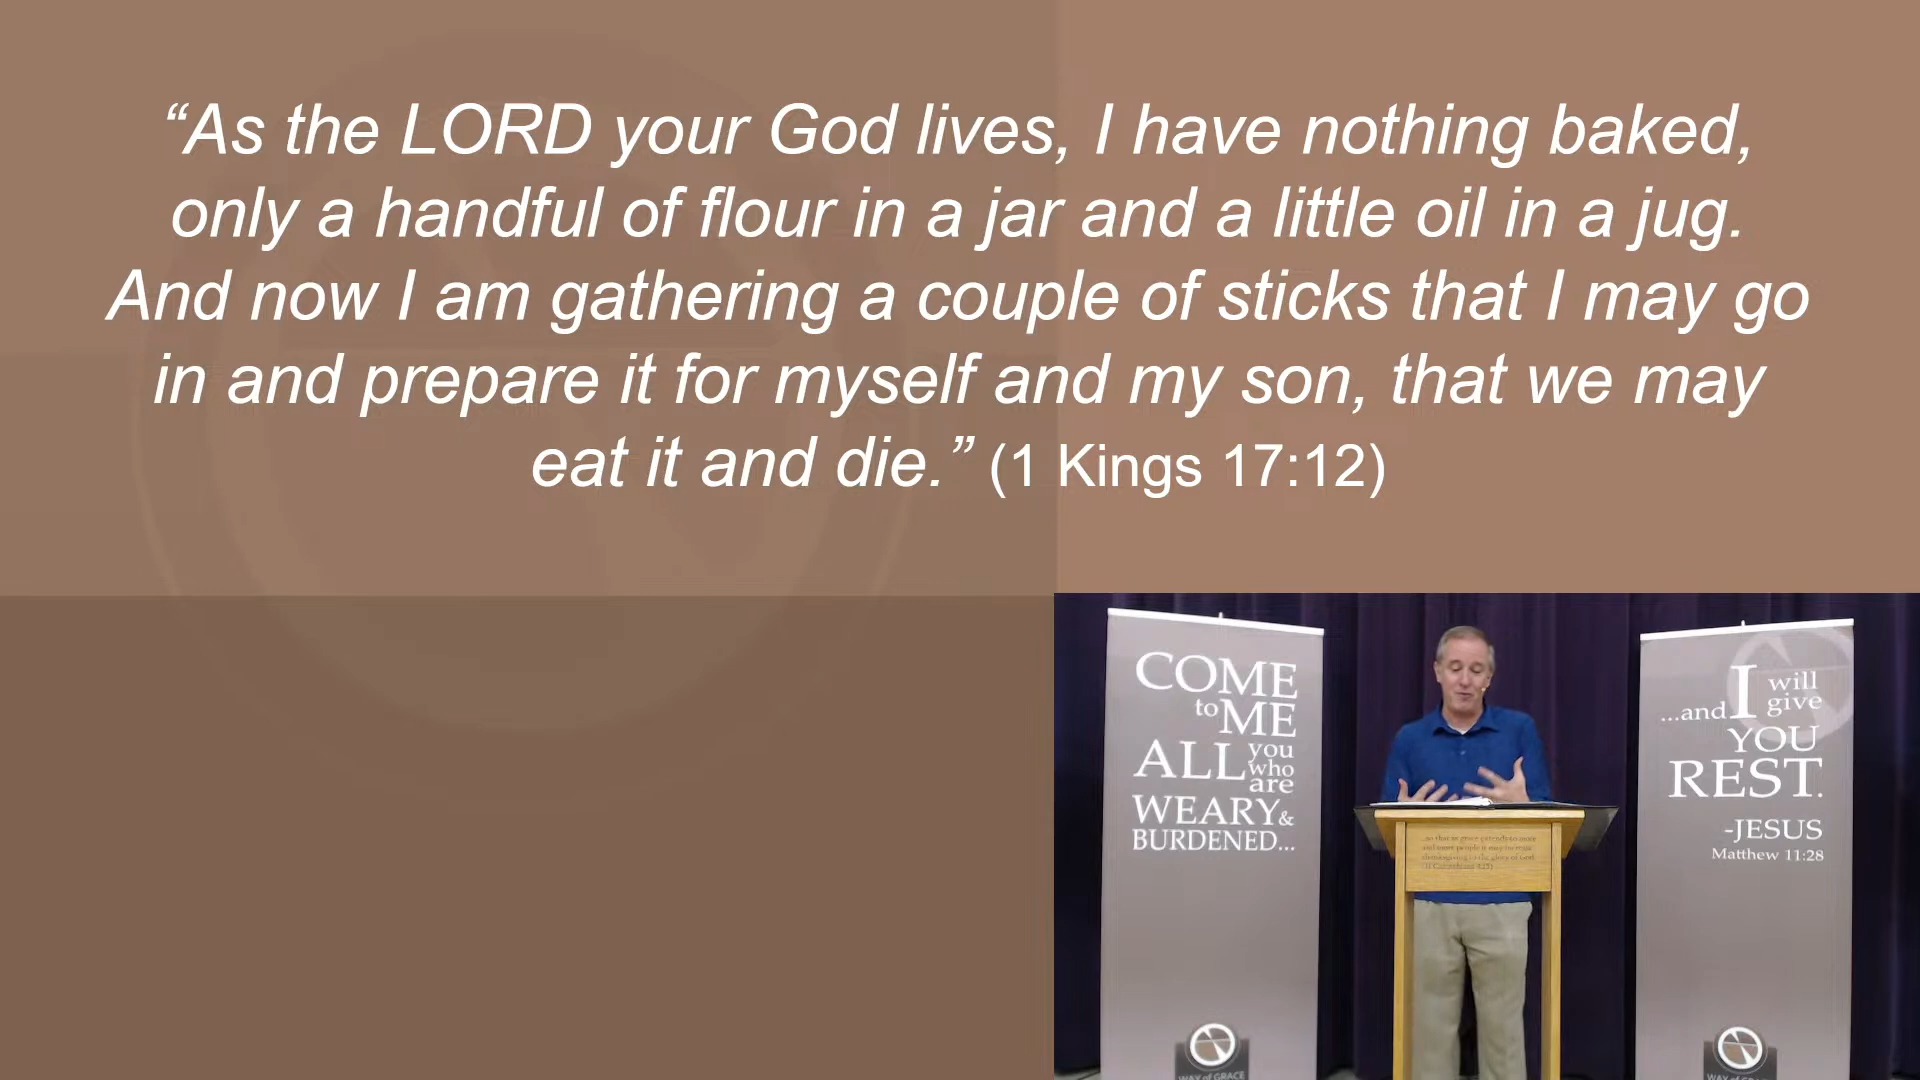 “As the LORD your God lives, I have nothing baked,
only a handful of flour in a jar and a little oil in a jug.
And now I am gathering a couple of sticks that I may go
in and prepare it for myself and my son, that we may
eat it and die.” (1 Kings 17:12)
COME
to ME
ALL you who are
WEARY &
BURDENED...
...and I will give
YOU
REST.
-JESUS
Matthew 11:28
WAY of GRACE